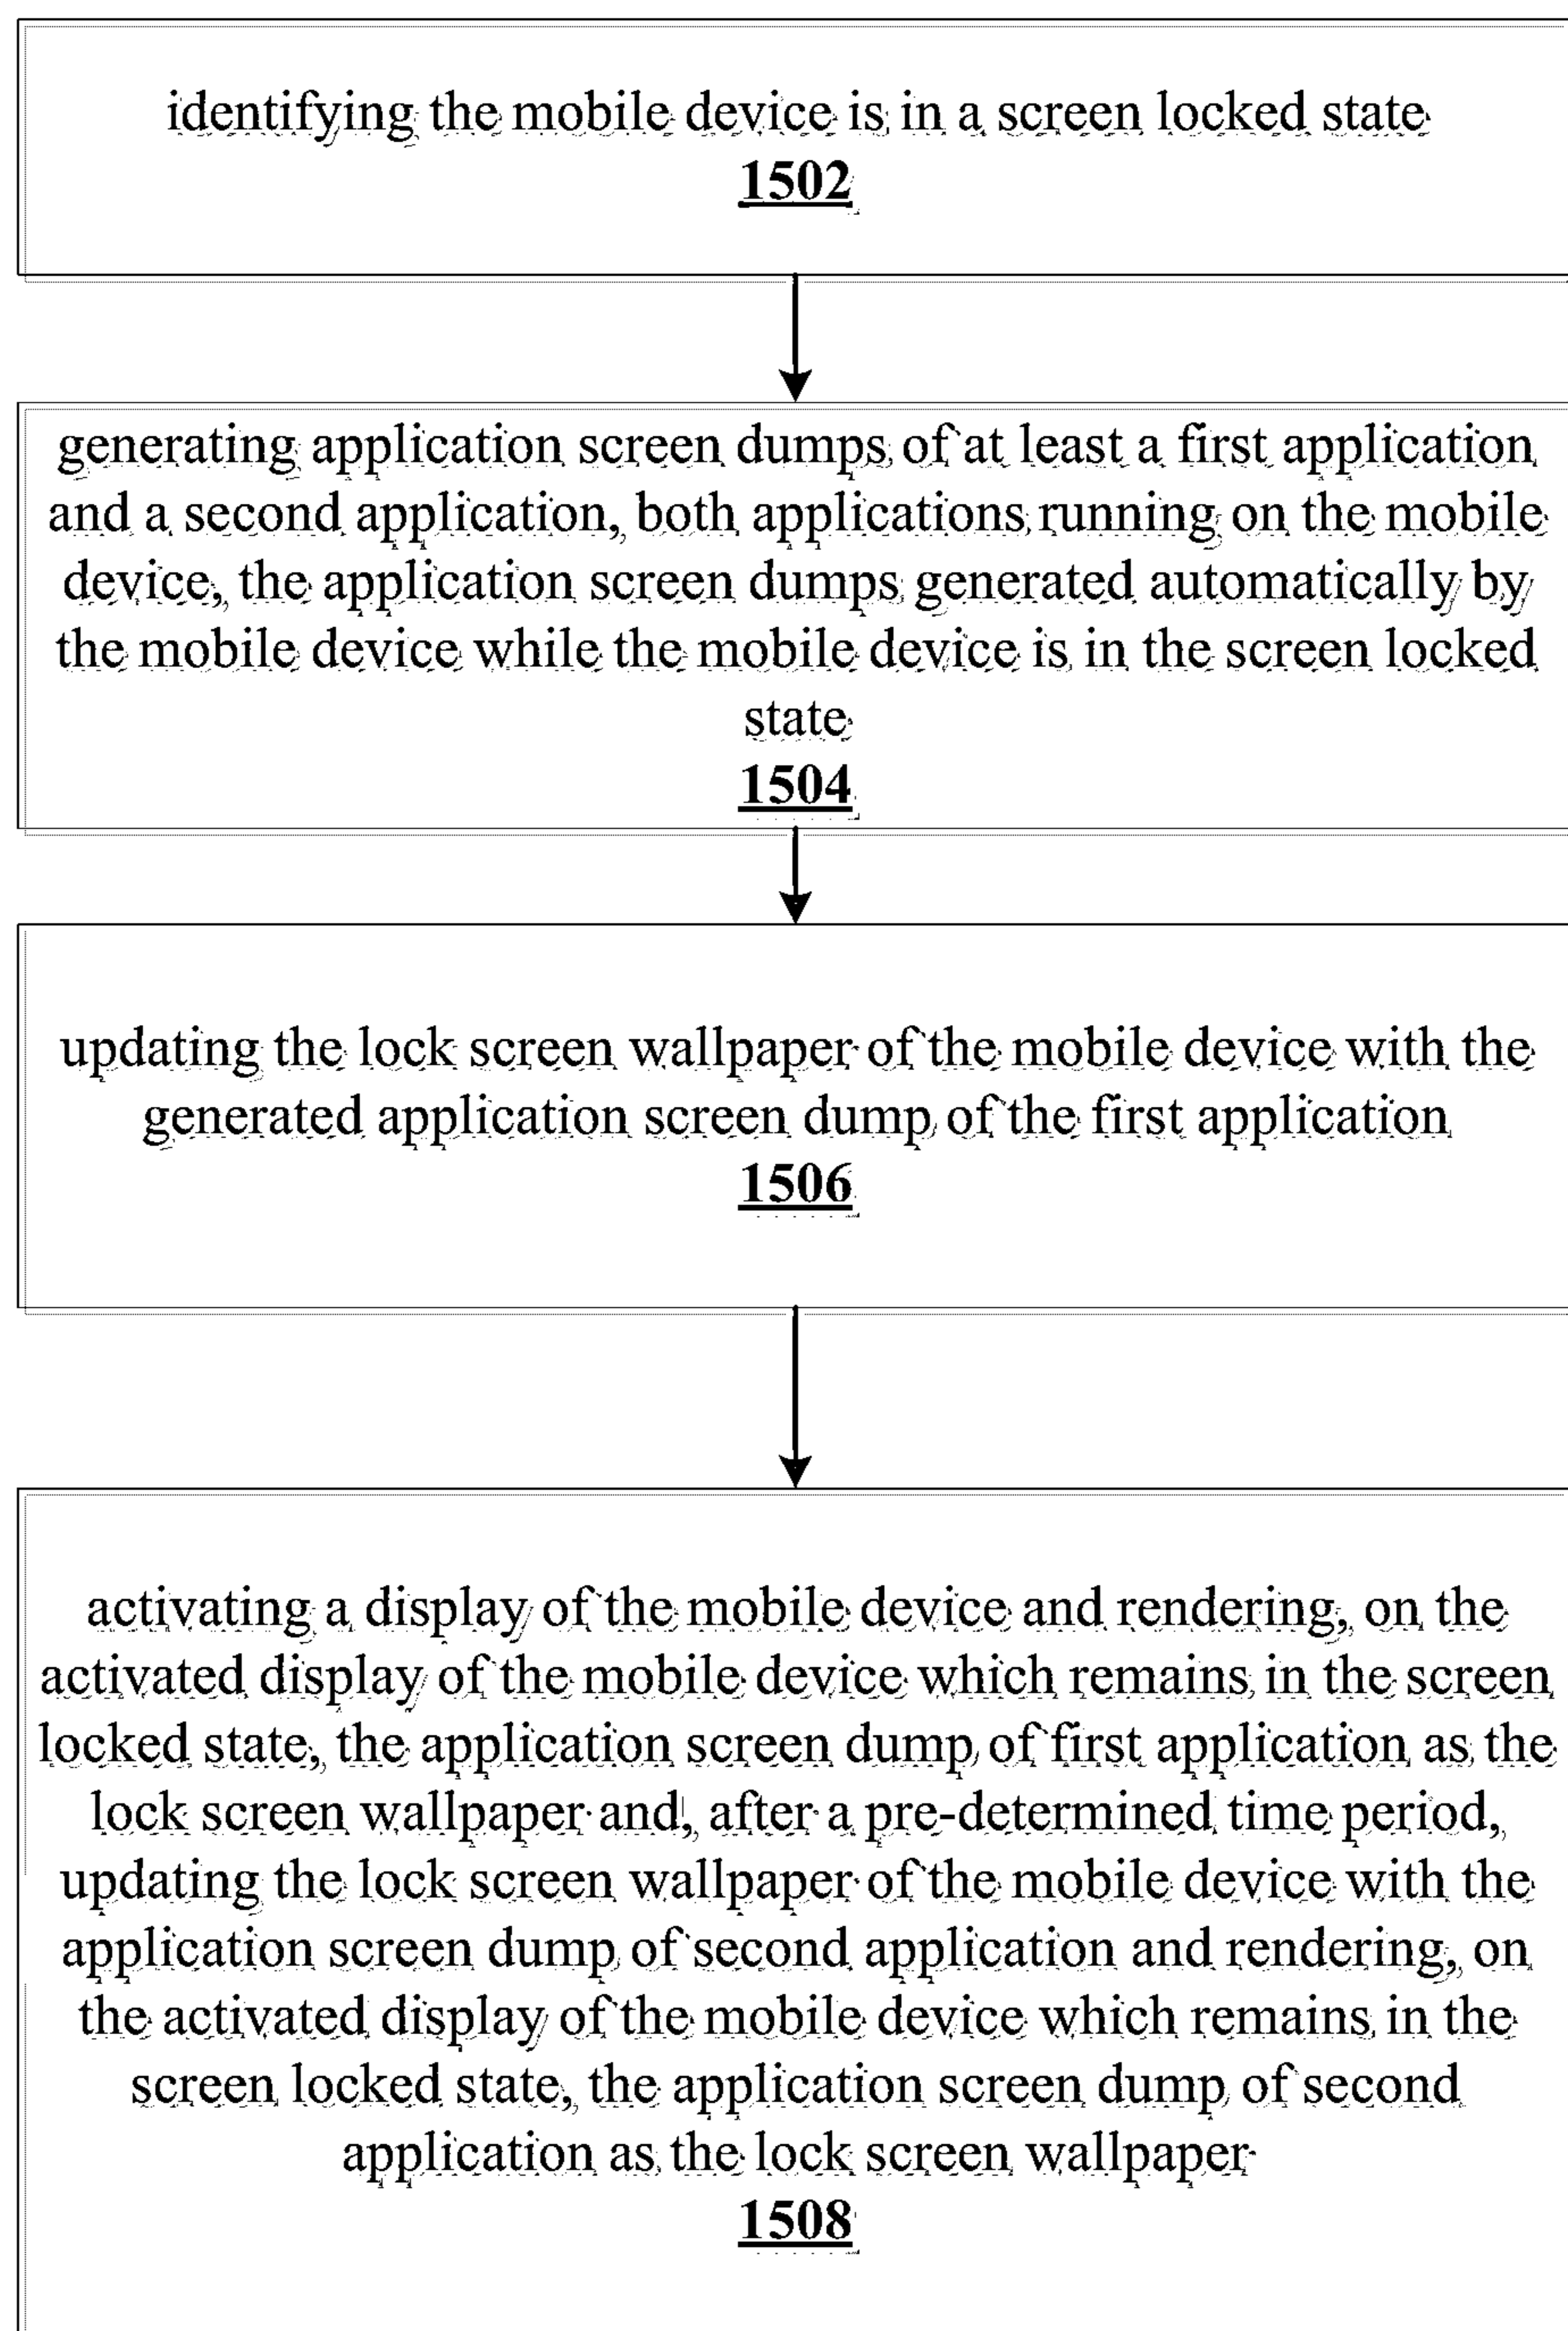 identifying the mobile device is in a screen locked state
1502
generating application screen dumps of at least a first application
and a second application, both applications running on the mobile
device, the application screen dumps generated automatically by
the mobile device while the mobile device is in the screen locked
state
1504
updating the lock screen wallpaper of the mobile device with the
generated application screen dump of the first application
1506
activating a display of the mobile device and rendering, on the
activated display of the mobile device which remains in the screen
locked state, the application screen dump of first application as the
lock screen wallpaper and, after a pre-determined time period,
updating the lock screen wallpaper of the mobile device with the
application screen dump of second application and rendering, on
the activated display of the mobile device which remains in the
screen locked state, the application screen dump of second
application as the lock screen wallpaper
1508